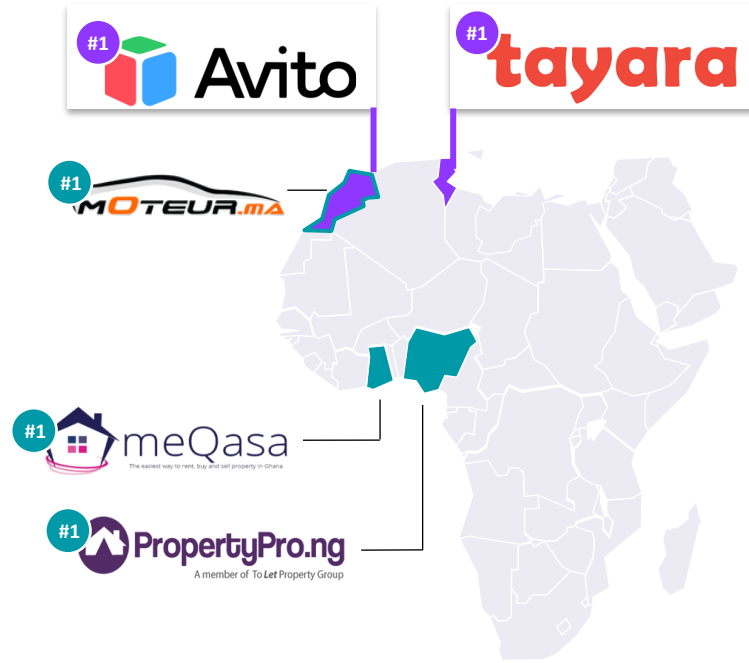 #1
Avito
#1
tayara
#1
MOTEUR.MA
#1
meQasa
The easiest way to rent, buy and sell property in Ghana
#1
PropertyPro.ng
A member of To Let Property Group